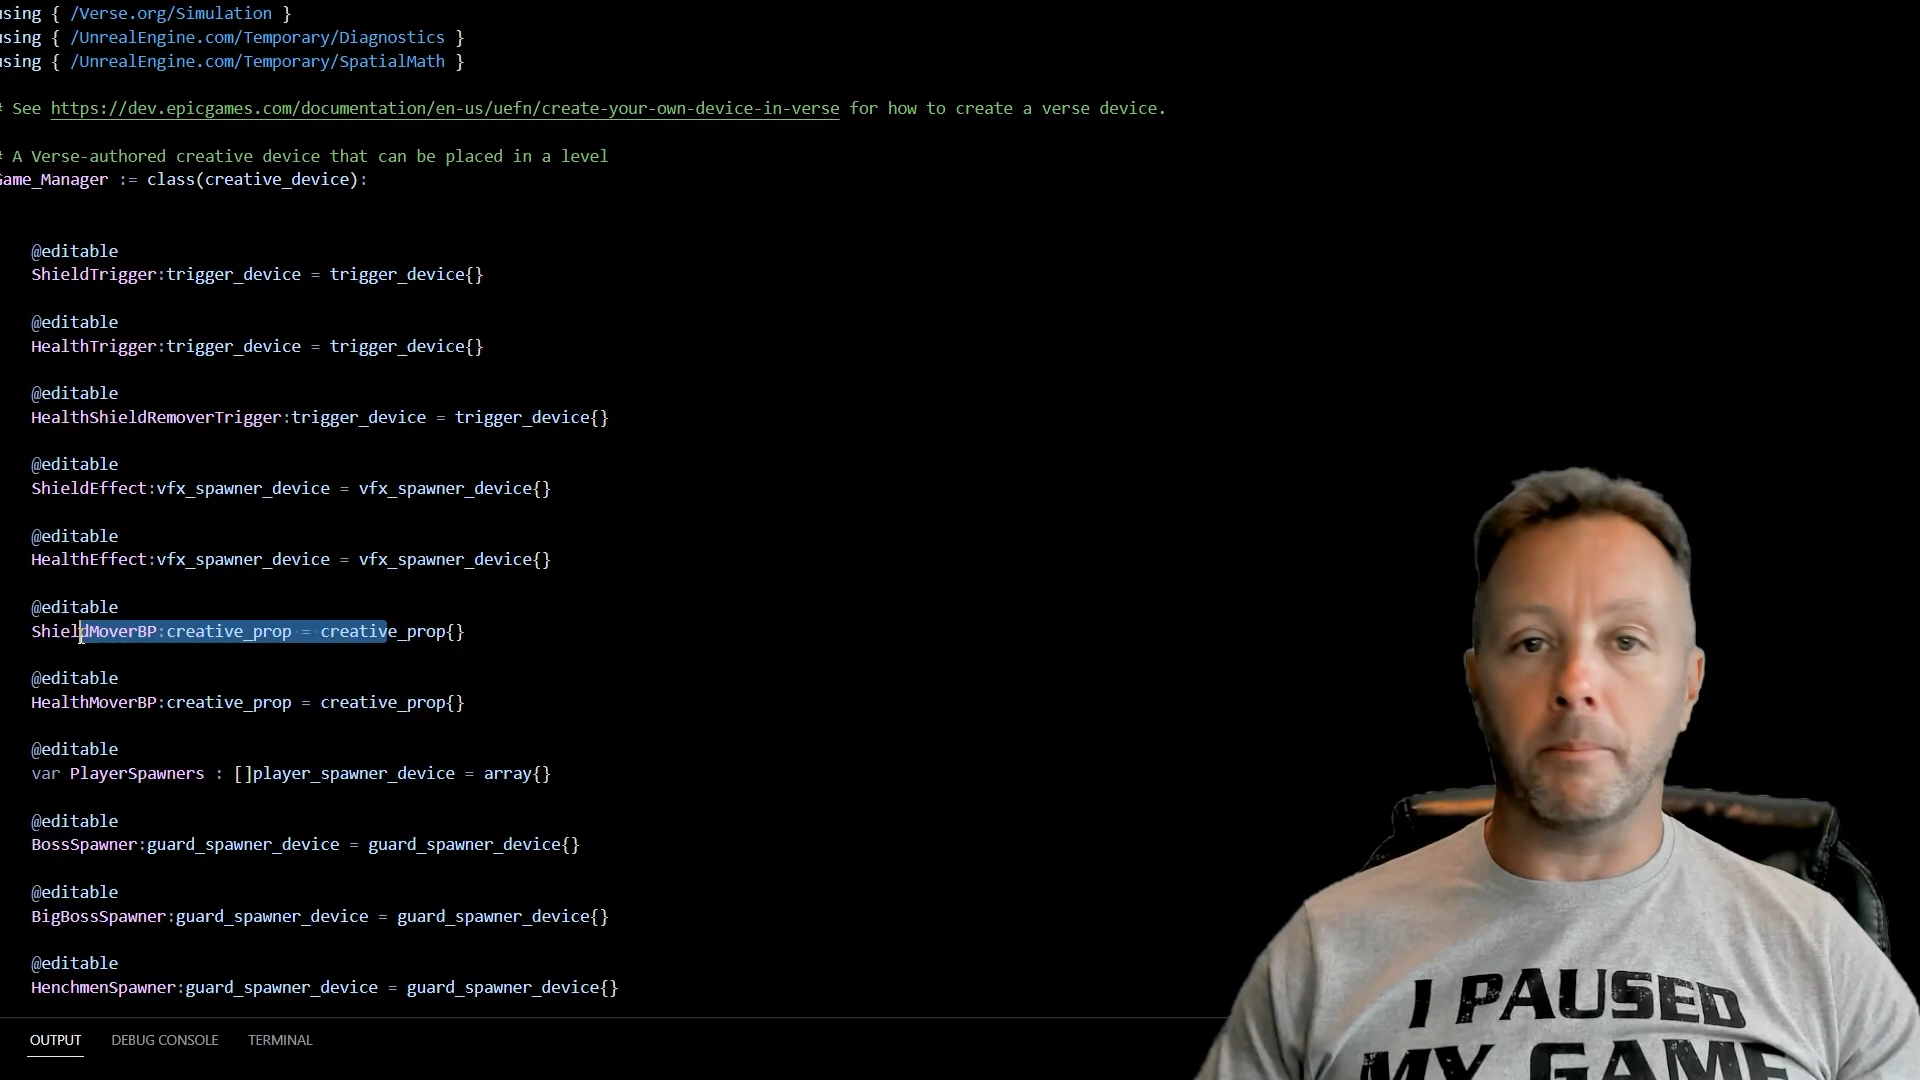 using { /Verse.org/Simulation }
using { /UnrealEngine.com/Temporary/Diagnostics }
using { /UnrealEngine.com/Temporary/SpatialMath }
# See https://dev.epicgames.com/documentation/en-us/uefn/create-your-own-device-in-verse for how to create a verse device.
# A Verse-authored creative device that can be placed in a level
Game_Manager := class(creative_device):
@editable
ShieldTrigger:trigger_device = trigger_device{}
@editable
HealthTrigger:trigger_device = trigger_device{}
@editable
HealthShieldRemoverTrigger:trigger_device = trigger_device{}
@editable
ShieldEffect:vfx_spawner_device = vfx_spawner_device{}
@editable
HealthEffect:vfx_spawner_device = vfx_spawner_device{}
@editable
ShieldMoverBP:creative_prop = creative_prop{}
@editable
HealthMoverBP:creative_prop = creative_prop{}
@editable
var PlayerSpawners : []player_spawner_device = array{}
@editable
BossSpawner:guard_spawner_device = guard_spawner_device{}
@editable
BigBossSpawner:guard_spawner_device = guard_spawner_device{}
@editable
HenchmenSpawner:guard_spawner_device = guard_spawner_device{}
OUTPUT DEBUG CONSOLE TERMINAL
I PAUSED
MY GAME